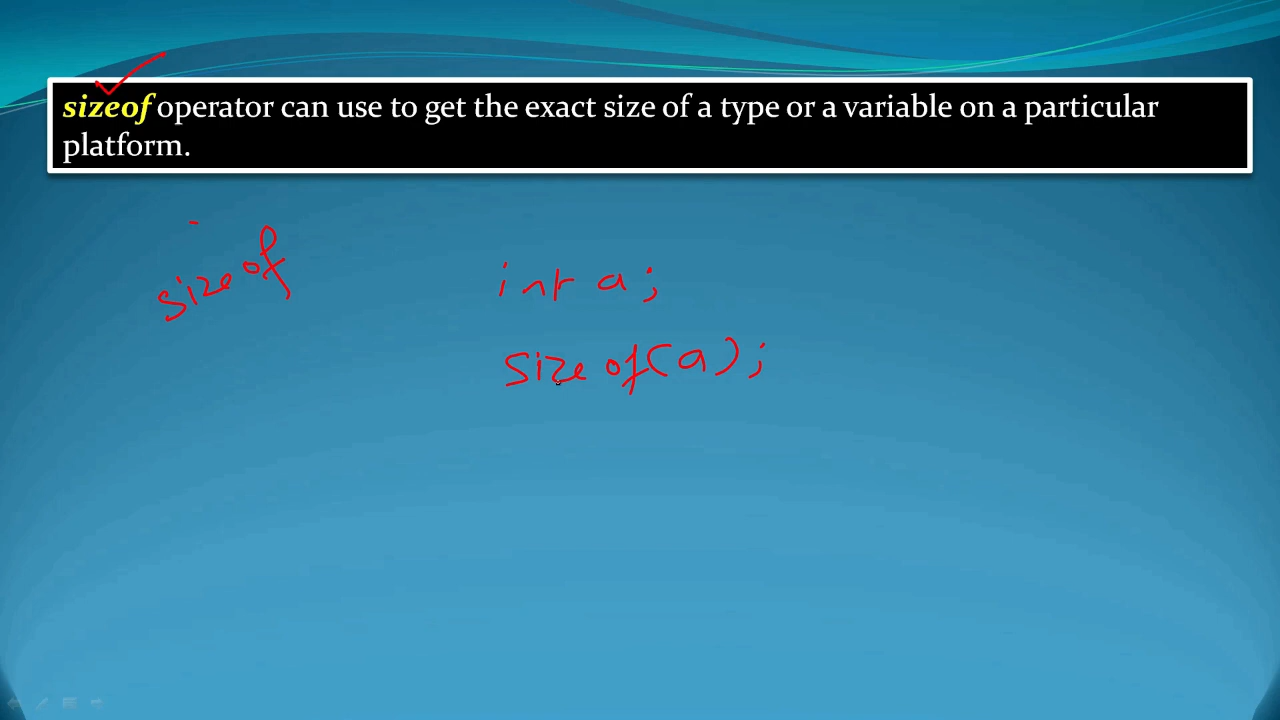 sizeof operator can use to get the exact size of a type or a variable on a particular
platform.
sizeof
int a;
sizeof(a);